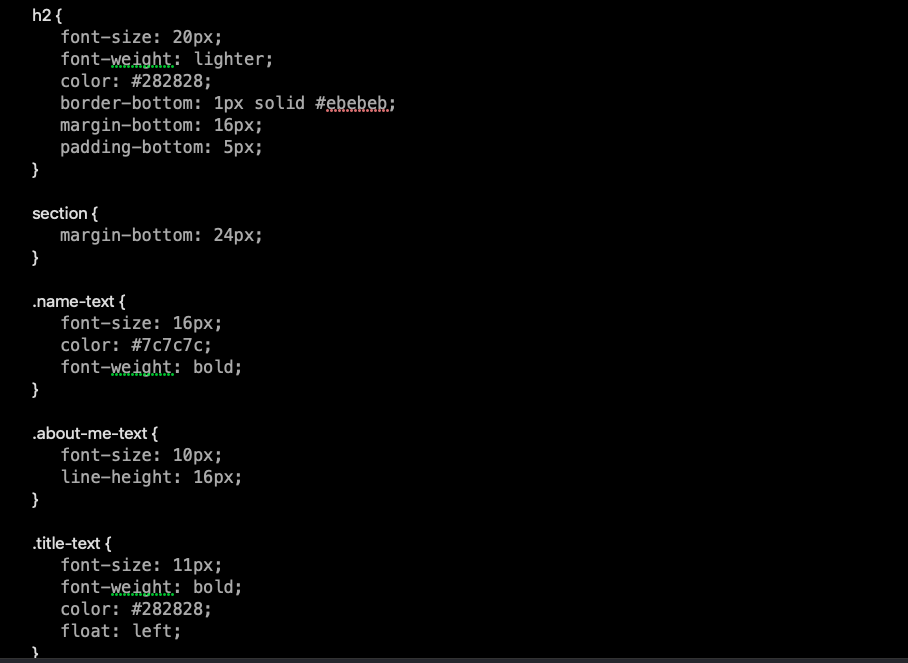 h2 {
font-size: 20px;
font-weight: lighter;
color: #282828;
border-bottom: 1px solid #ebebeb;
margin-bottom: 16px;
padding-bottom: 5px;
}
section {
margin-bottom: 24px;
}
.name-text {
font-size: 16px;
color: #7c7c7c;
font-weight: bold;
}
.about-me-text {
font-size: 10px;
line-height: 16px;
}
.title-text {
font-size: 11px;
font-weight: bold;
color: #282828;
float: left;
}